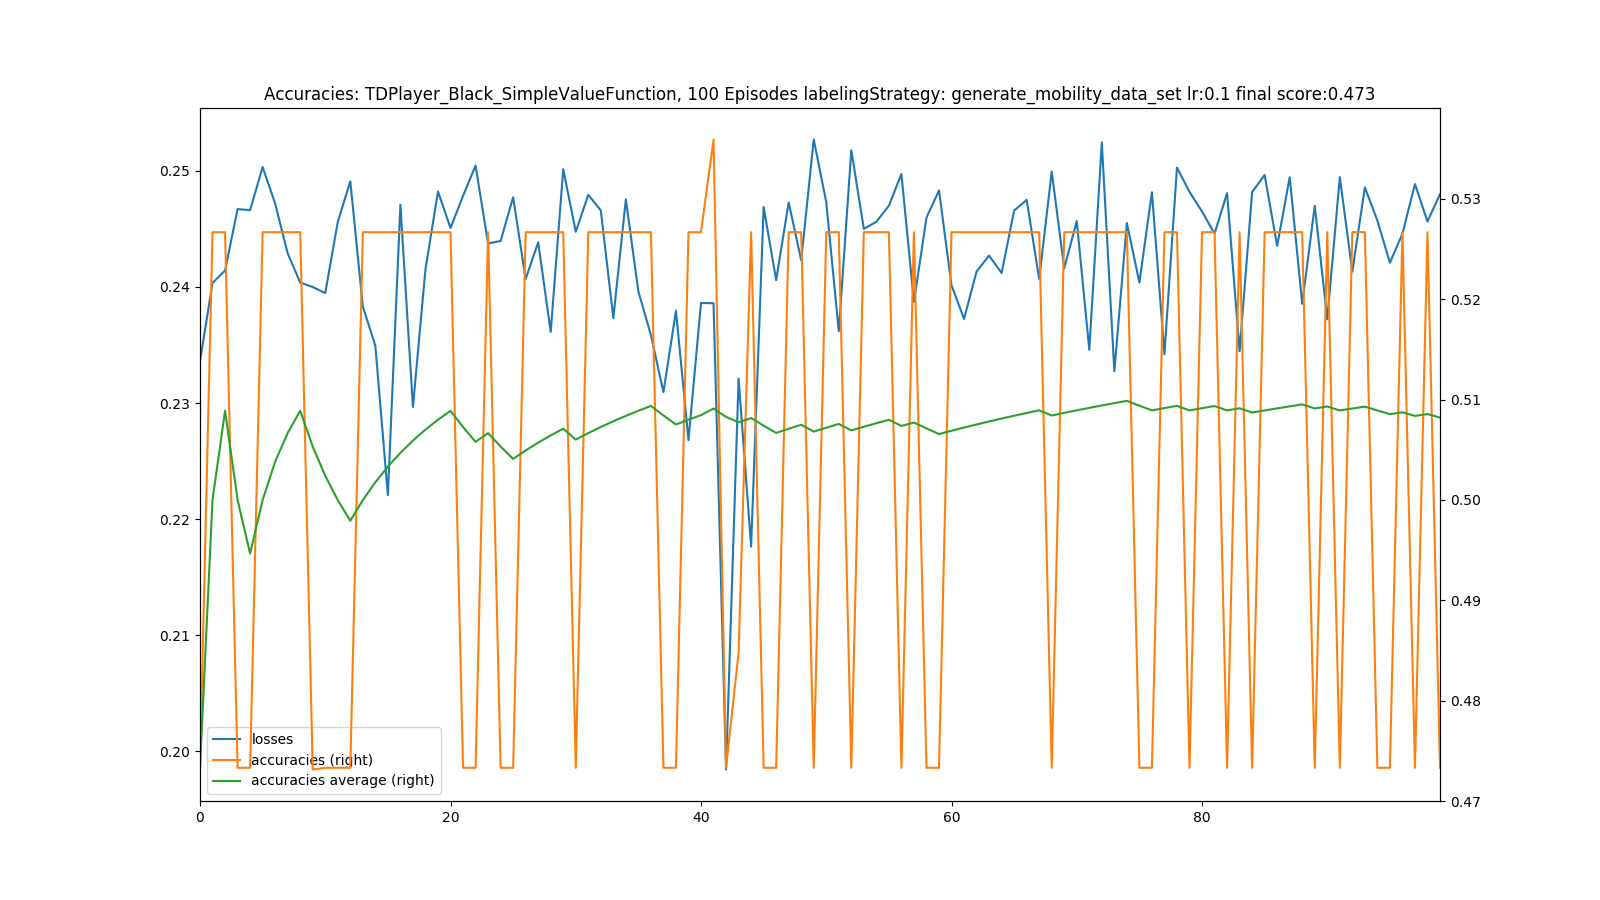 Accuracies: TDPlayer_Black_SimpleValueFunction, 100 Episodes labelingStrategy: generate_mobility_data_set lr:0.1 final score:0.473
0.25
0.24
0.23
0.22
0.21
0.20
0.53
0.52
0.51
0.50
0.49
0.48
0.47
losses
accuracies (right)
accuracies average (right)
0 20 40 60 80